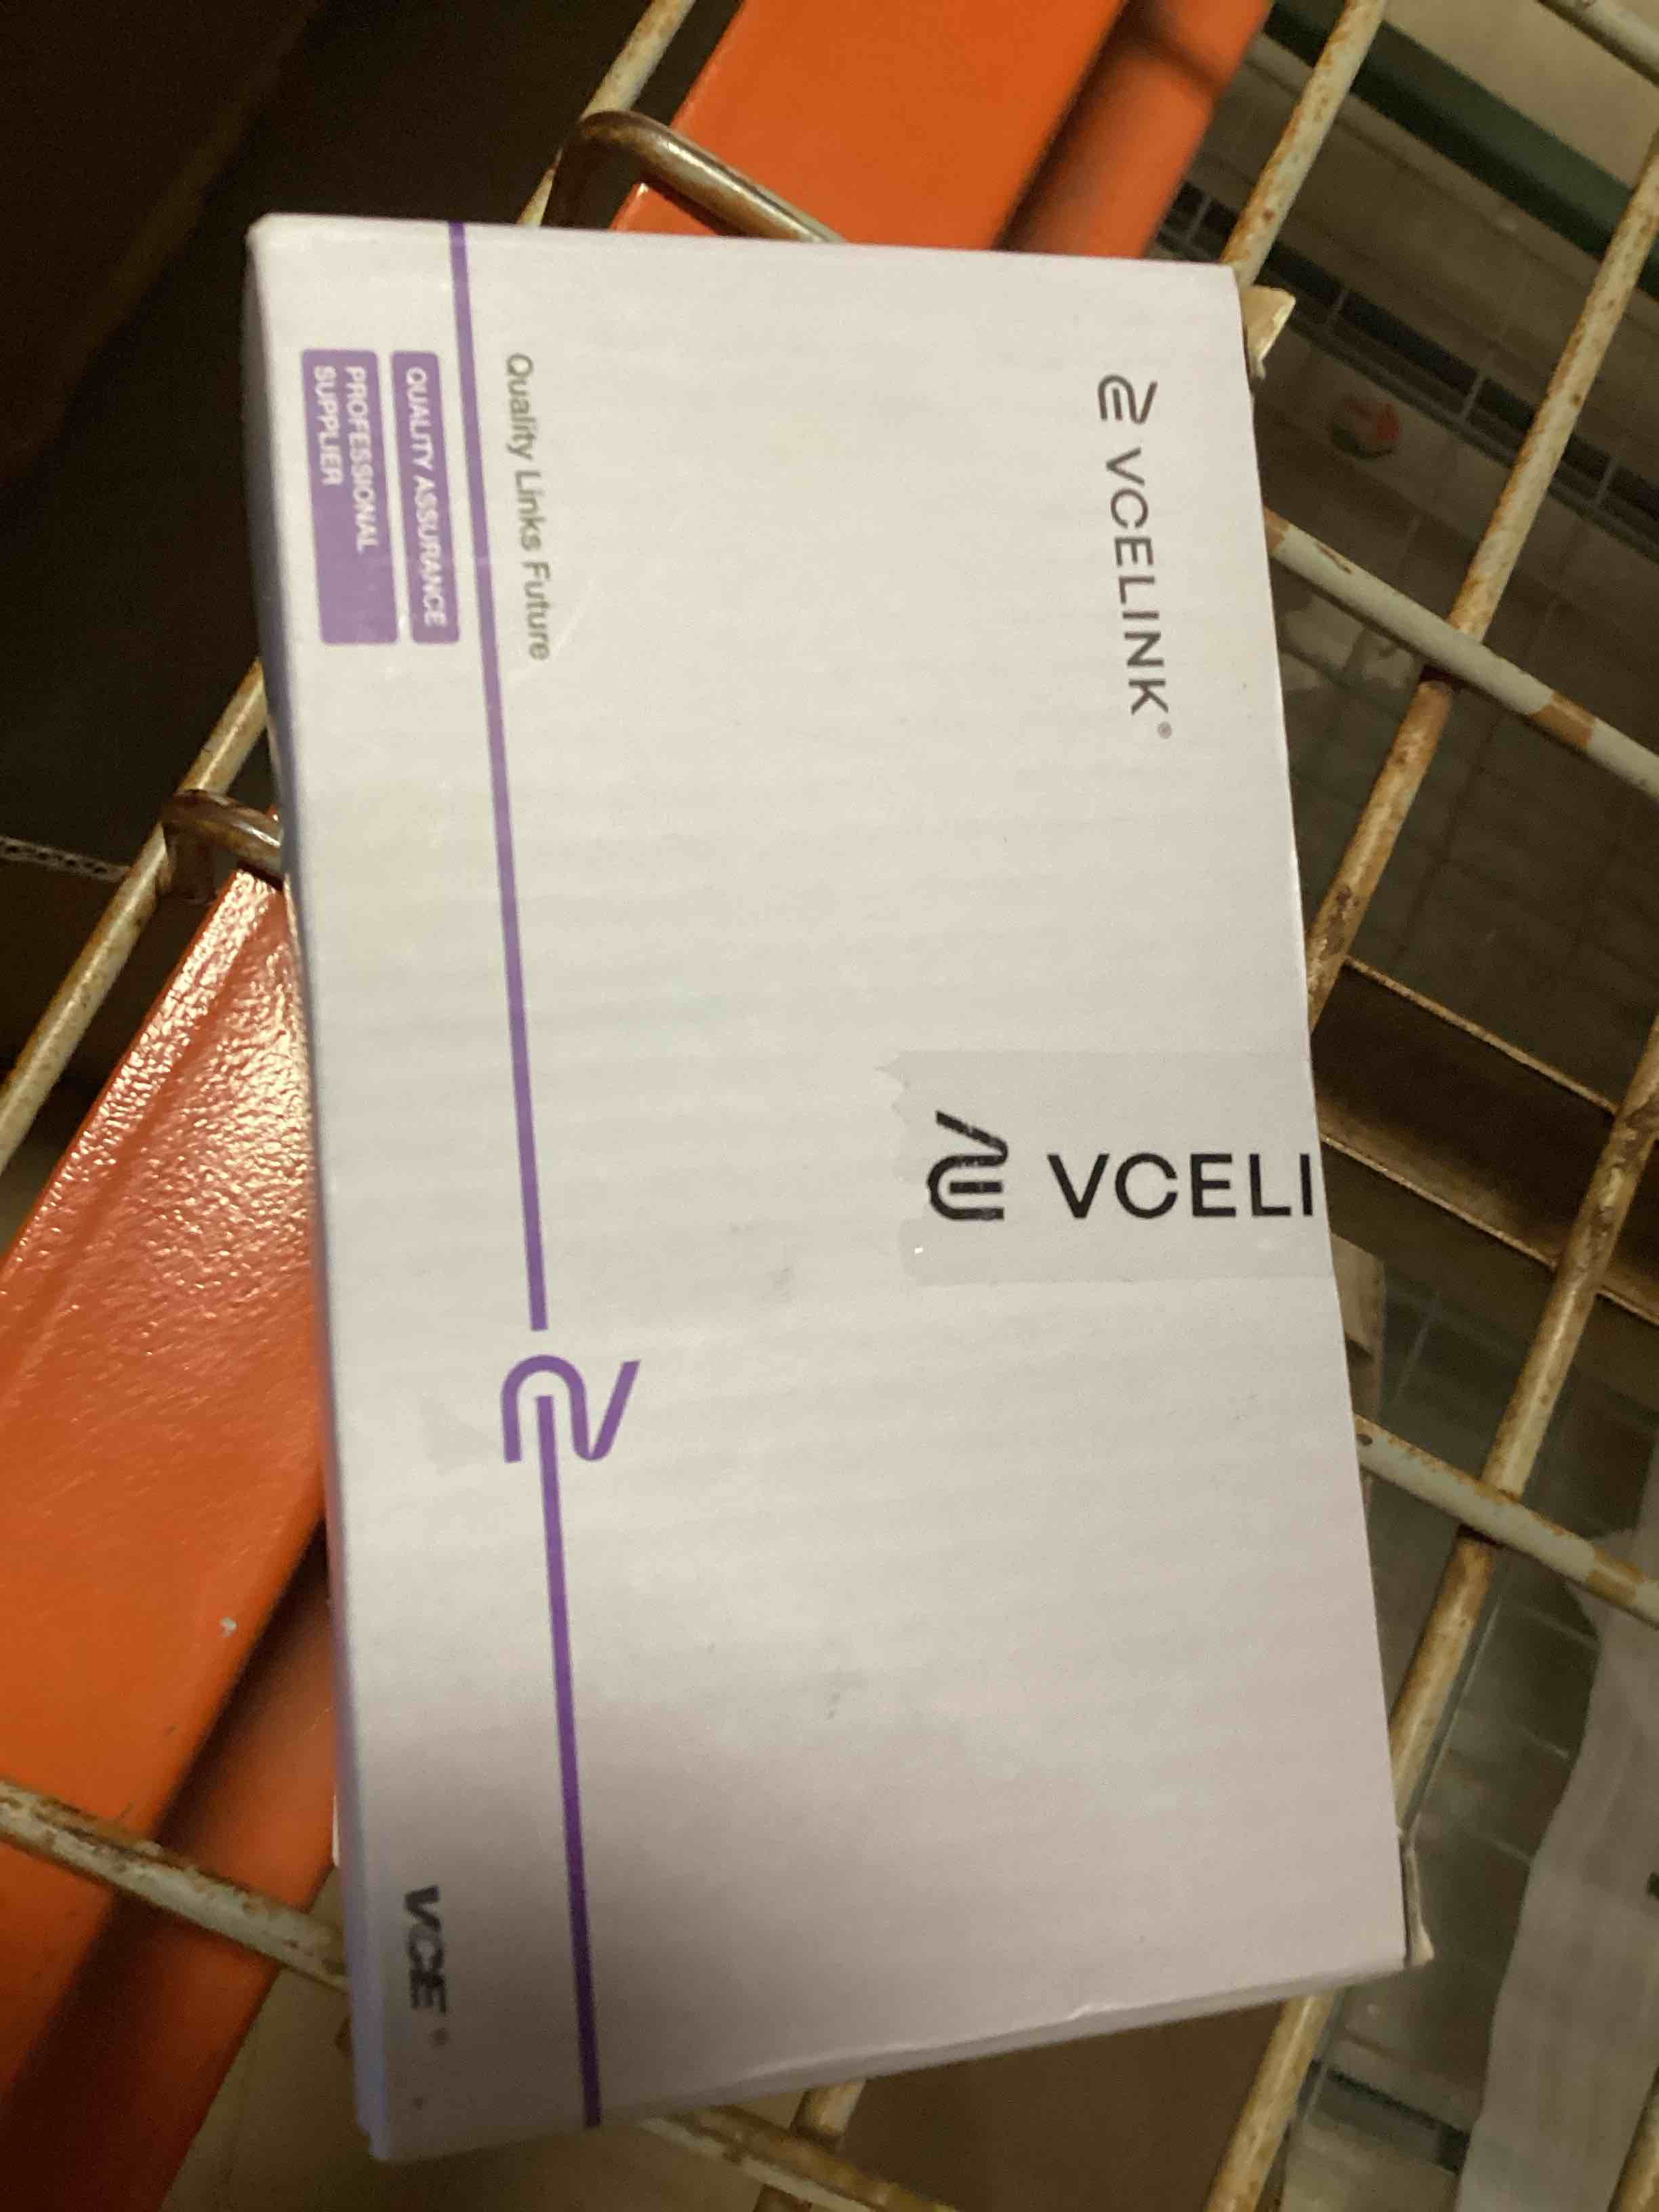 VCELINK®
VCELI
Quality Links Future
QUALITY ASSURANCE
PROFESSIONAL
SUPPLIER
VCE®